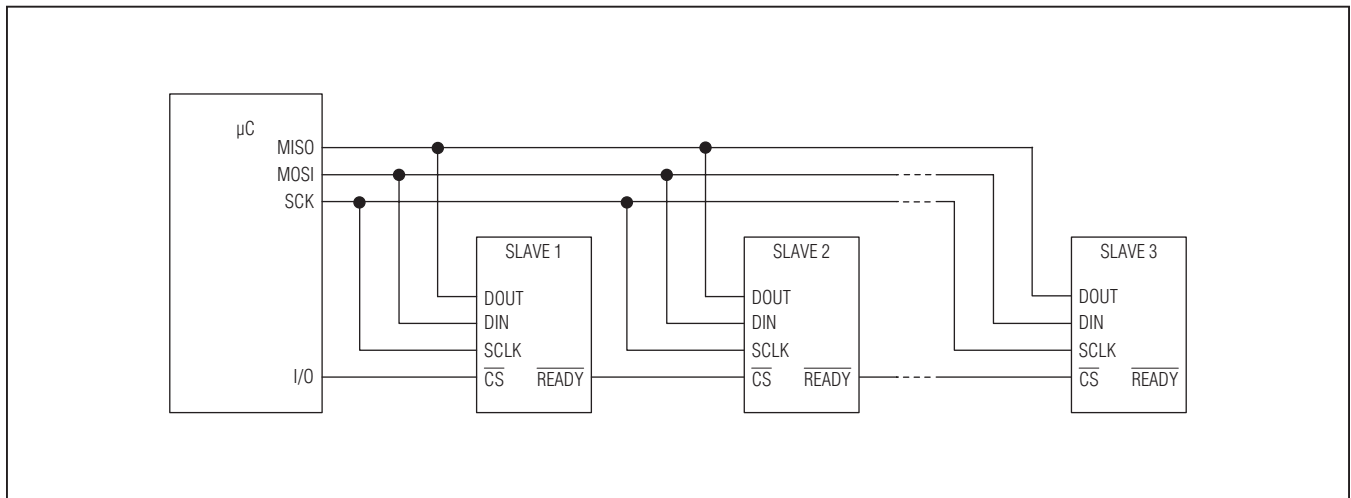 µC
MISO
MOSI
SCK
I/O
SLAVE 1
DOUT
DIN
SCLK
CS READY
SLAVE 2
DOUT
DIN
SCLK
CS READY
SLAVE 3
DOUT
DIN
SCLK
CS READY